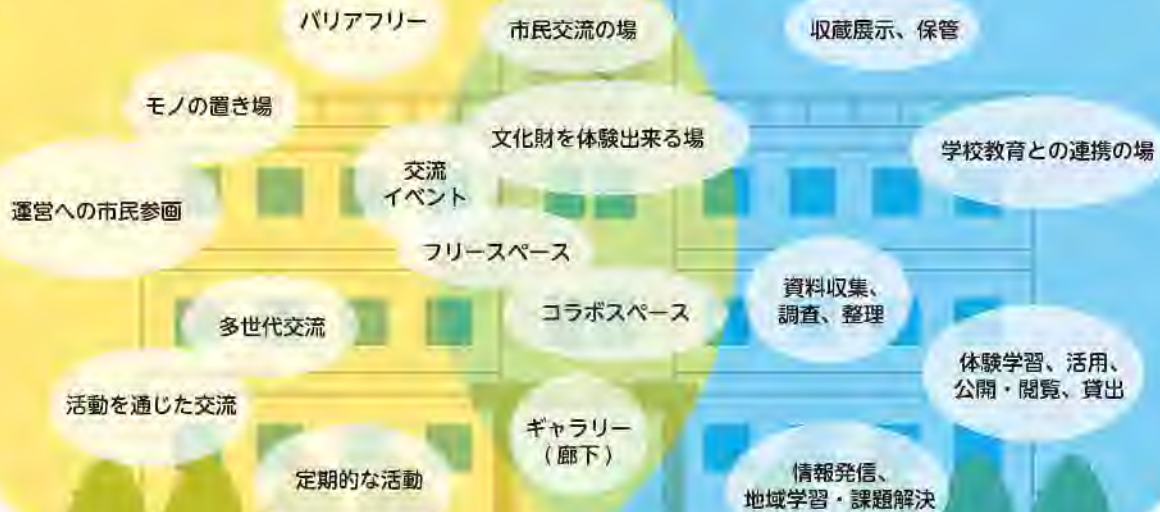 バリアフリー
市民交流の場
収蔵展示、保管
モノの置き場
文化財を体験出来る場
学校教育との連携の場
交流
イベント
運営への市民参画
フリースペース
資料収集、
調査、整理
コラボスペース
多世代交流
体験学習、活用、
公開・閲覧、貸出
活動を通じた交流
ギャラリー
(廊下)
定期的な活動
情報発信、
地域学習・課題解決